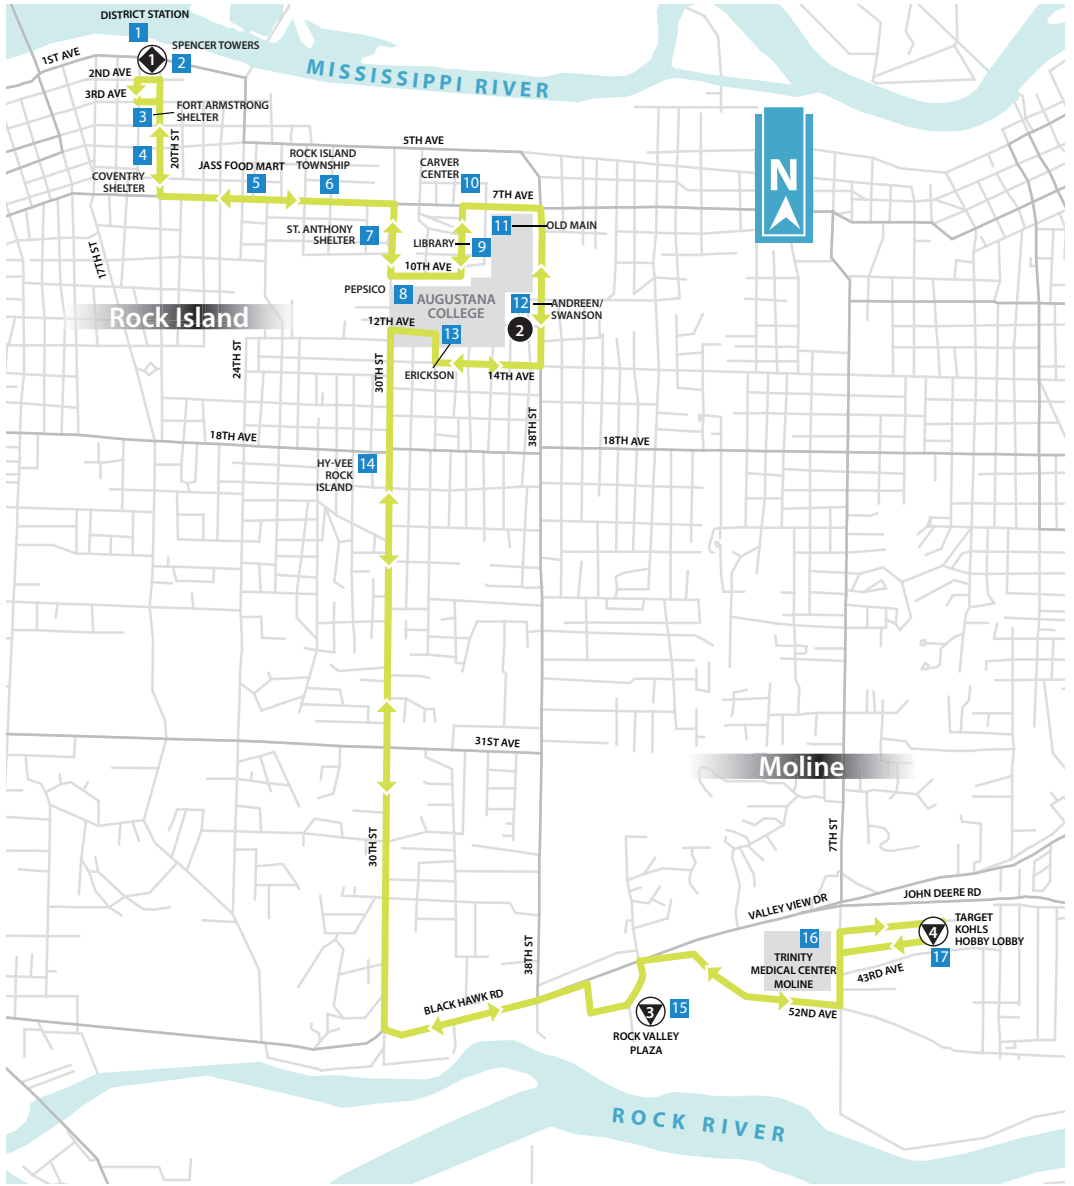 DISTRICT STATION
1
1ST AVE
1
SPENCER TOWERS
2
MISSISSIPPI RIVER
2ND AVE
3RD AVE
3
FORT ARMSTRONG
SHELTER
20TH ST
4
COVENTRY
SHELTER
JASS FOOD MART
5
ROCK ISLAND
TOWNSHIP
6
5TH AVE
CARVER
CENTER
10
7TH AVE
N
ST. ANTHONY
SHELTER
7
LIBRARY
9
11
OLD MAIN
17TH ST
10TH AVE
PEPSICO
8
AUGUSTANA
COLLEGE
12
ANDREEN/
SWANSON
2
Rock Island
12TH AVE
13
24TH ST
30TH ST
ERICKSON
14TH AVE
38TH ST
18TH AVE
18TH AVE
HY-VEE
ROCK
ISLAND
14
31ST AVE
Moline
30TH ST
7TH ST
JOHN DEERE RD
VALLEY VIEW DR
TARGET
KOHLS
HOBBY LOBBY
4
17
16
TRINITY
MEDICAL CENTER
MOLINE
43RD AVE
38TH ST
BLACK HAWK RD
52ND AVE
3
15
ROCK VALLEY
PLAZA
ROCK RIVER